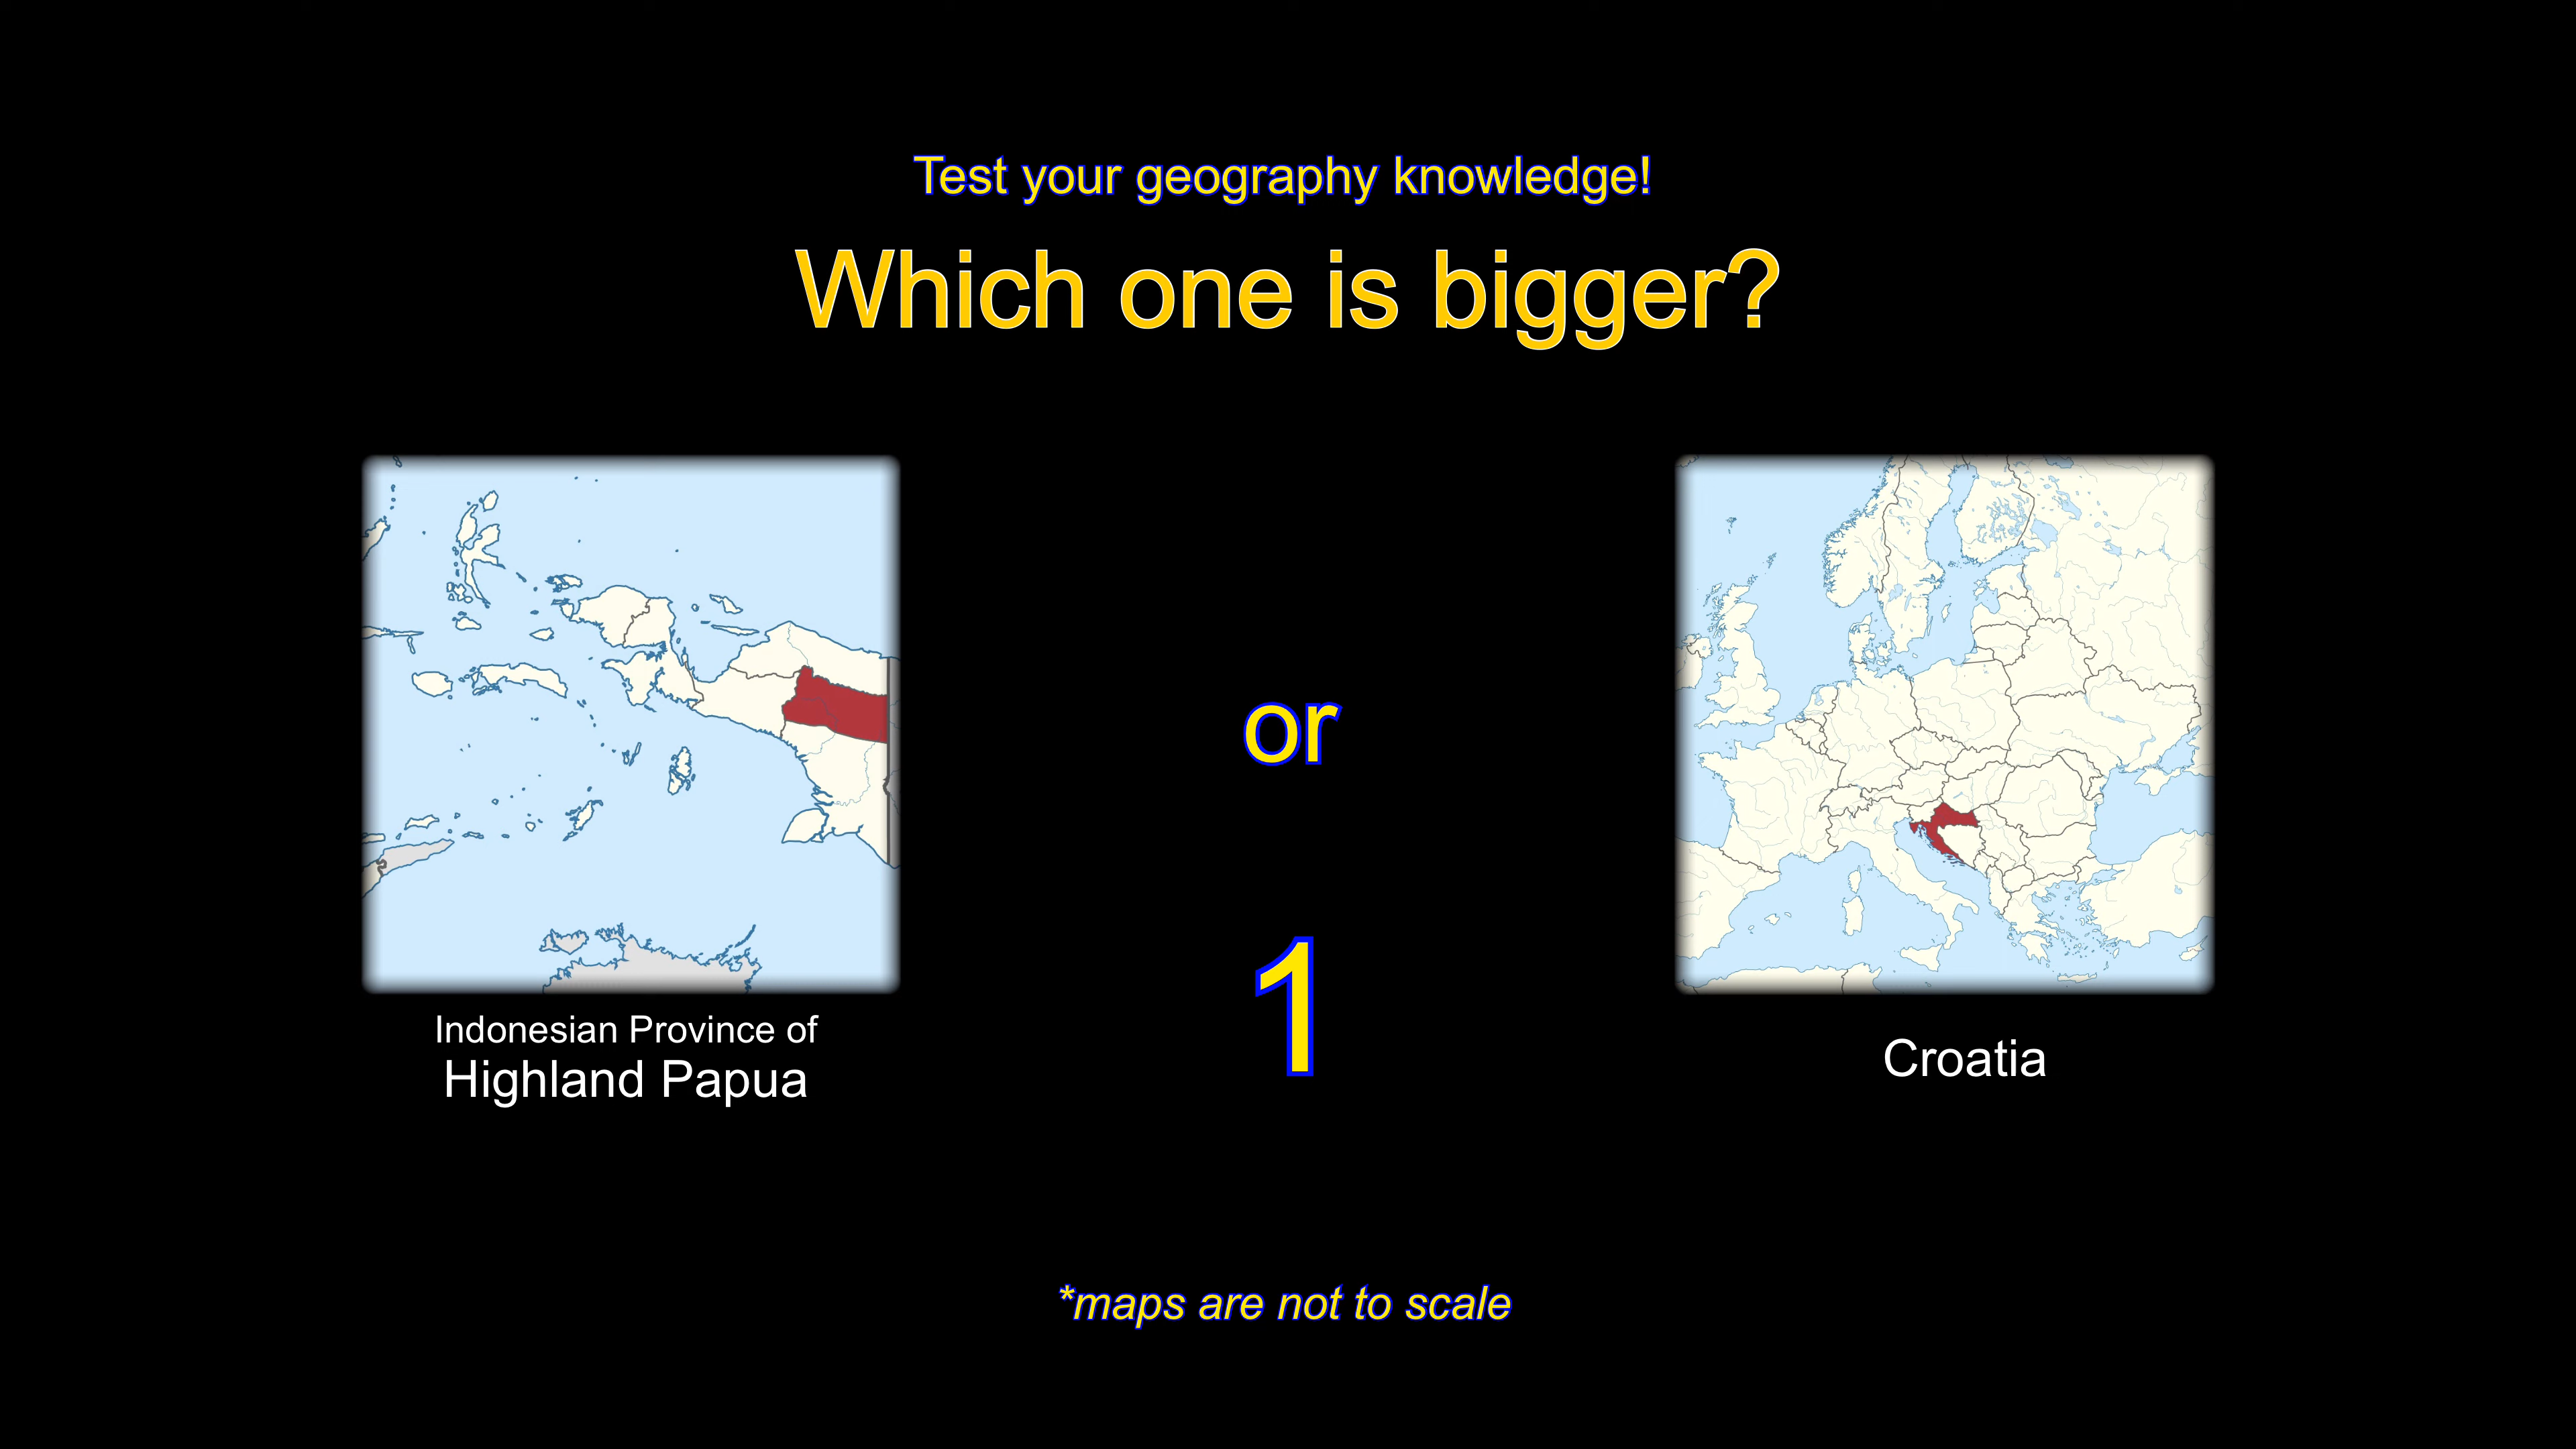 Test your geography knowledge!
Which one is bigger?
or
1
Indonesian Province of
Highland Papua
Croatia
*maps are not to scale